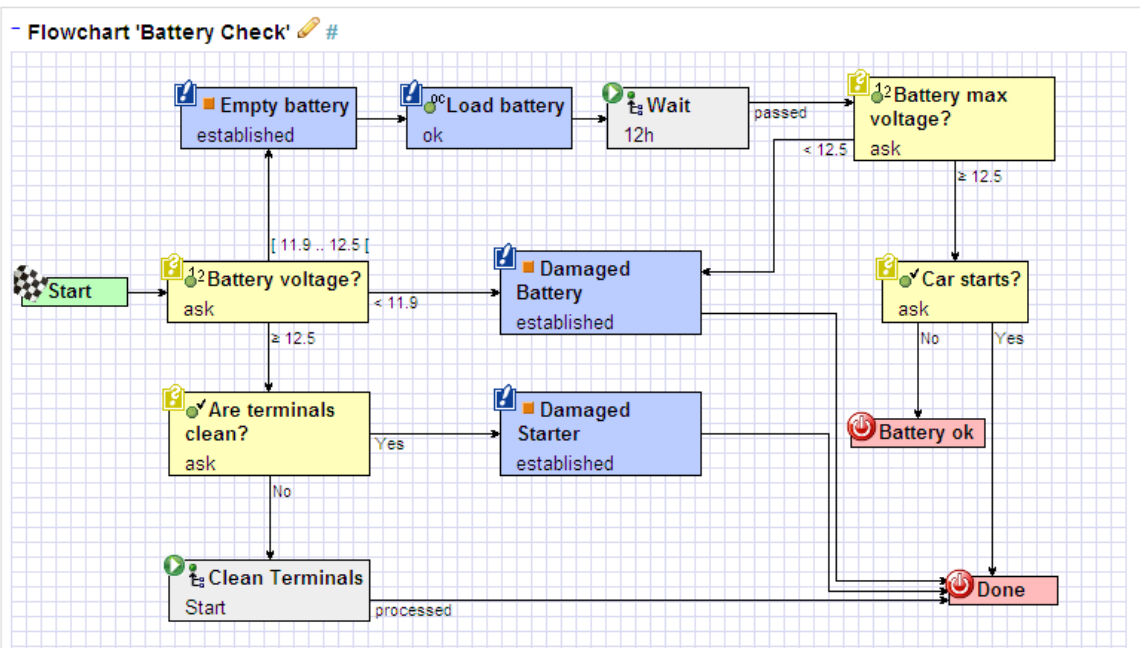 Flowchart 'Battery Check' #
Empty battery
established
Load battery
ok
Wait
12h
passed
12 Battery max
voltage?
ask
< 12.5
≥ 12.5
[ 11.9 .. 12.5 [
Start
12 Battery voltage?
ask
< 11.9
≥ 12.5
Damaged
Battery
established
Car starts?
ask
No
Yes
Are terminals
clean?
ask
Yes
No
Damaged
Starter
established
Battery ok
Clean Terminals
Start
processed
Done